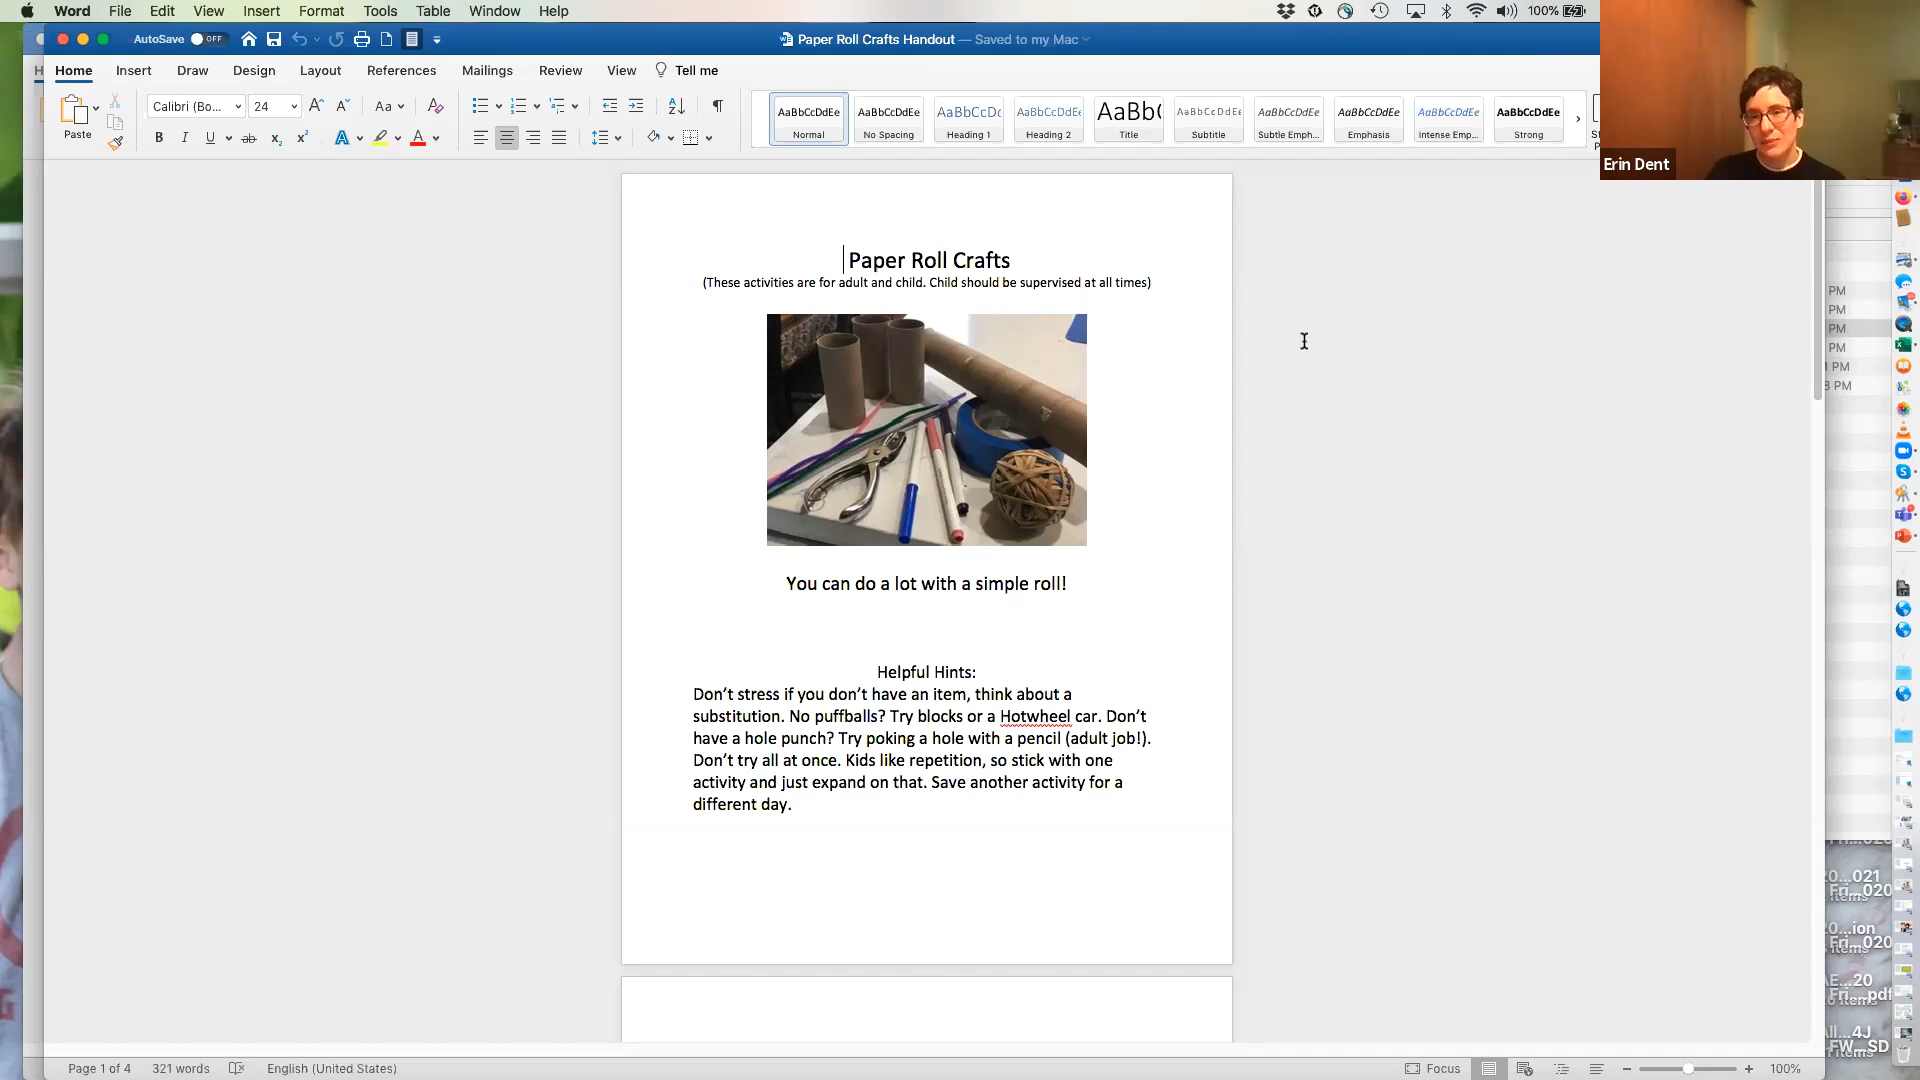 Word File Edit View Insert Format Tools Table Window Help 100%
AutoSave OFF Paper Roll Crafts Handout — Saved to my Mac
Home Insert Draw Design Layout References Mailings Review View Tell me
Paste Calibri (Bo... 24
AaBbCcDdEe AaBbCcDdEe AaBbCcDc AaBbCcDdEe AaBb( AaBbCcDdEe AaBbCcDdEe AaBbCcDdEe AaBbCcDdEe AaBbCcDdEe
Normal No Spacing Heading 1 Heading 2 Title Subtitle Subtle Emph... Emphasis Intense Emp... Strong
Erin Dent
Paper Roll Crafts
(These activities are for adult and child. Child should be supervised at all times)
You can do a lot with a simple roll!
Helpful Hints:
Don’t stress if you don’t have an item, think about a
substitution. No puffballs? Try blocks or a Hotwheel car. Don’t
have a hole punch? Try poking a hole with a pencil (adult job!).
Don’t try all at once. Kids like repetition, so stick with one
activity and just expand on that. Save another activity for a
different day.
PM
PM
PM
PM
PM
PM
Page 1 of 4 321 words English (United States) Focus 100%